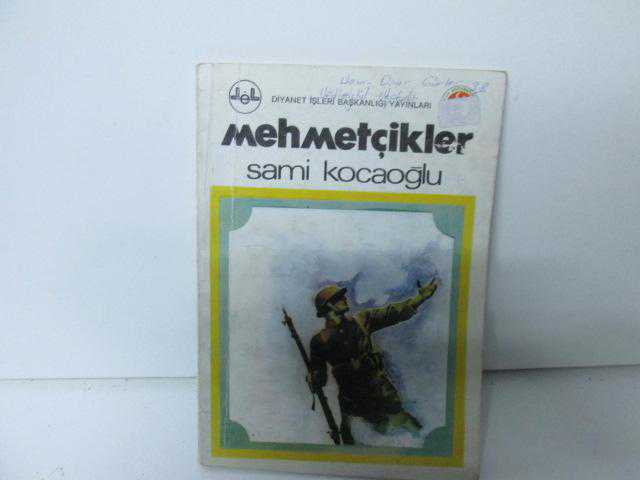 DİYANET İŞLERİ BAŞKANLIĞI YAYINLARI
mehmetçikler
sami kocaoğlu